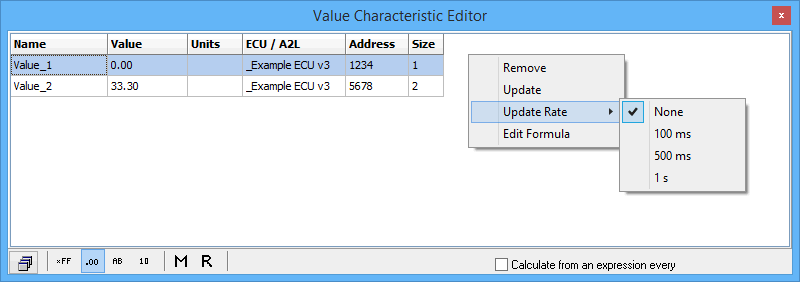 Value Characteristic Editor
x
Name Value Units ECU / A2L Address Size
Value_1 0.00 _Example ECU v3 1234 1
Value_2 33.30 _Example ECU v3 5678 2
Remove
Update
Update Rate
Edit Formula
None
100 ms
500 ms
1 s
xFF .00 AB 10 M R Calculate from an expression every